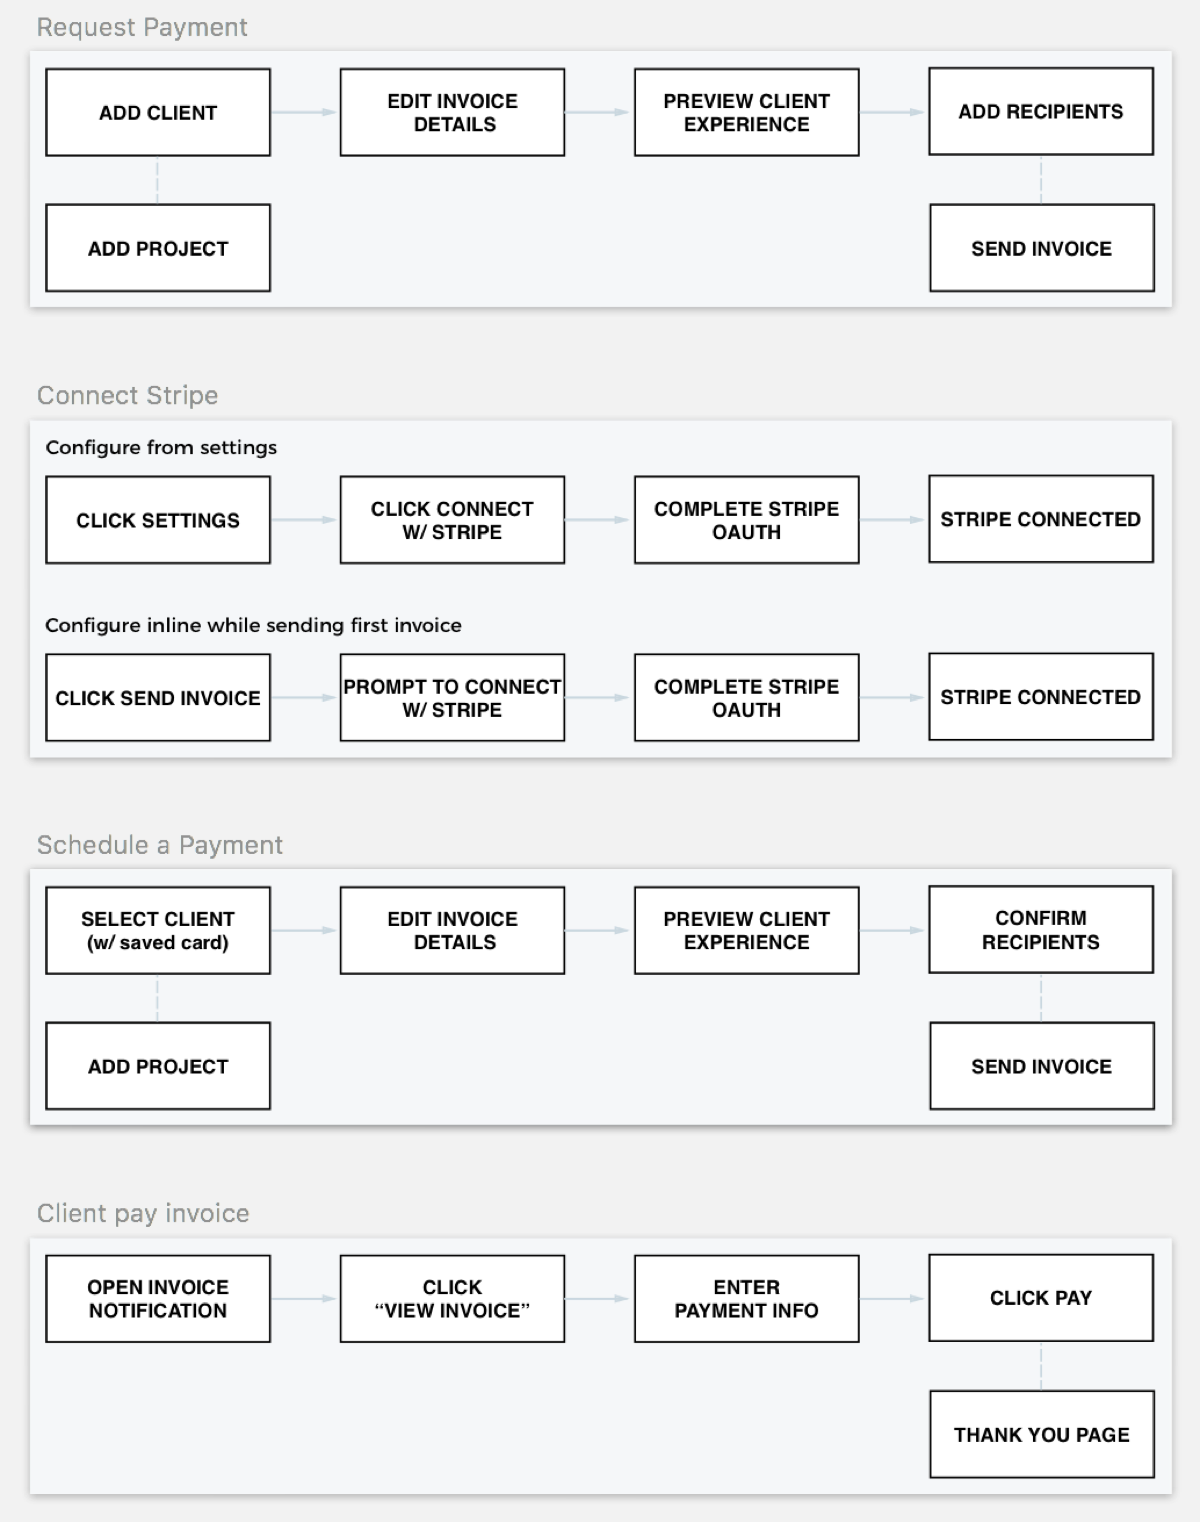 Request Payment
ADD CLIENT
EDIT INVOICE
DETAILS
PREVIEW CLIENT
EXPERIENCE
ADD RECIPIENTS
ADD PROJECT
SEND INVOICE
Connect Stripe
Configure from settings
CLICK SETTINGS
CLICK CONNECT
W/ STRIPE
COMPLETE STRIPE
OAUTH
STRIPE CONNECTED
Configure inline while sending first invoice
CLICK SEND INVOICE
PROMPT TO CONNECT
W/ STRIPE
COMPLETE STRIPE
OAUTH
STRIPE CONNECTED
Schedule a Payment
SELECT CLIENT
(w/ saved card)
EDIT INVOICE
DETAILS
PREVIEW CLIENT
EXPERIENCE
CONFIRM
RECIPIENTS
ADD PROJECT
SEND INVOICE
Client pay invoice
OPEN INVOICE
NOTIFICATION
CLICK
“VIEW INVOICE”
ENTER
PAYMENT INFO
CLICK PAY
THANK YOU PAGE